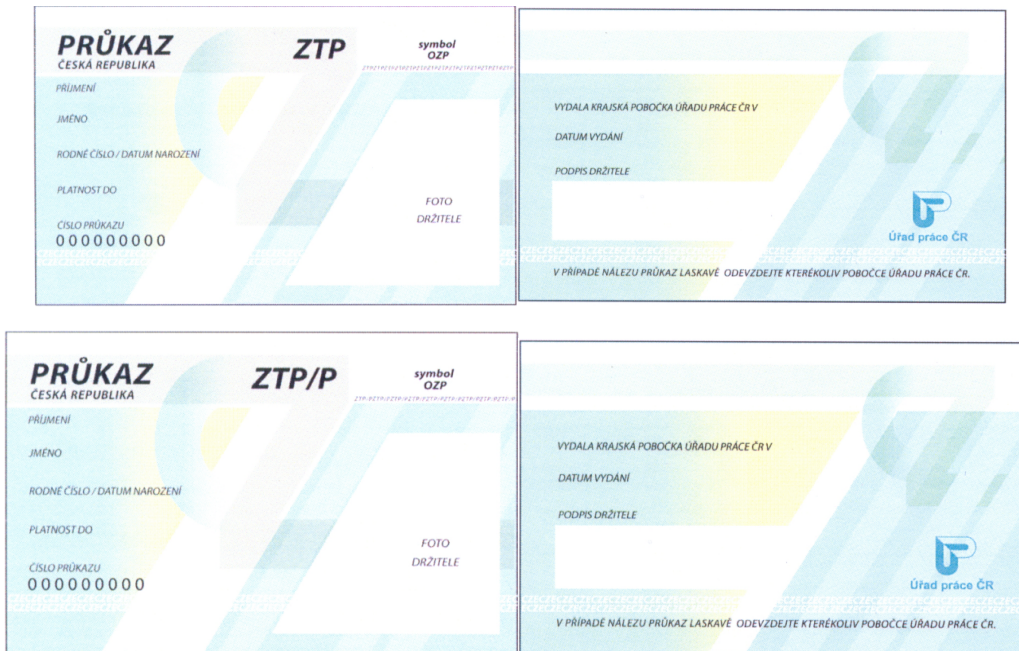 PRŮKAZ
ČESKÁ REPUBLIKA
ZTP
symbol
OZP
PŘÍJMENÍ
JMÉNO
RODNÉ ČÍSLO / DATUM NAROZENÍ
PLATNOST DO
ČÍSLO PRŮKAZU
000000000
FOTO
DRŽITELE
VYDALA KRAJSKÁ POBOČKA ÚŘADU PRÁCE ČR V
DATUM VYDÁNÍ
PODPIS DRŽITELE
Úřad práce ČR
V PŘÍPADĚ NÁLEZU PRŮKAZ LASKAVĚ ODEVZDEJTE KTERÉKOLIV POBOČCE ÚŘADU PRÁCE ČR.
PRŮKAZ
ČESKÁ REPUBLIKA
ZTP/P
symbol
OZP
PŘÍJMENÍ
JMÉNO
RODNÉ ČÍSLO / DATUM NAROZENÍ
PLATNOST DO
ČÍSLO PRŮKAZU
000000000
FOTO
DRŽITELE
VYDALA KRAJSKÁ POBOČKA ÚŘADU PRÁCE ČR V
DATUM VYDÁNÍ
PODPIS DRŽITELE
Úřad práce ČR
V PŘÍPADĚ NÁLEZU PRŮKAZ LASKAVĚ ODEVZDEJTE KTERÉKOLIV POBOČCE ÚŘADU PRÁCE ČR.